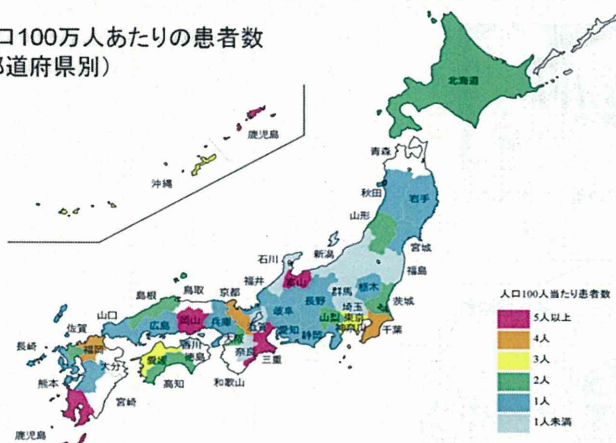 口100万人あたりの患者数
道府県別)
鹿児島
沖縄
北海道
青森
秋田
岩手
山形
宮城
新潟
福島
石川
富山
福井
群馬
栃木
長野
埼玉
茨城
岐阜
山梨
東京
神奈川
千葉
愛知
静岡
島根
鳥取
京都
山口
広島
岡山
兵庫
滋賀
大阪
奈良
三重
和歌山
香川
徳島
愛媛
高知
佐賀
福岡
長崎
大分
熊本
宮崎
鹿児島
人口100人当たり患者数
5人以上
4人
3人
2人
1人
1人未満